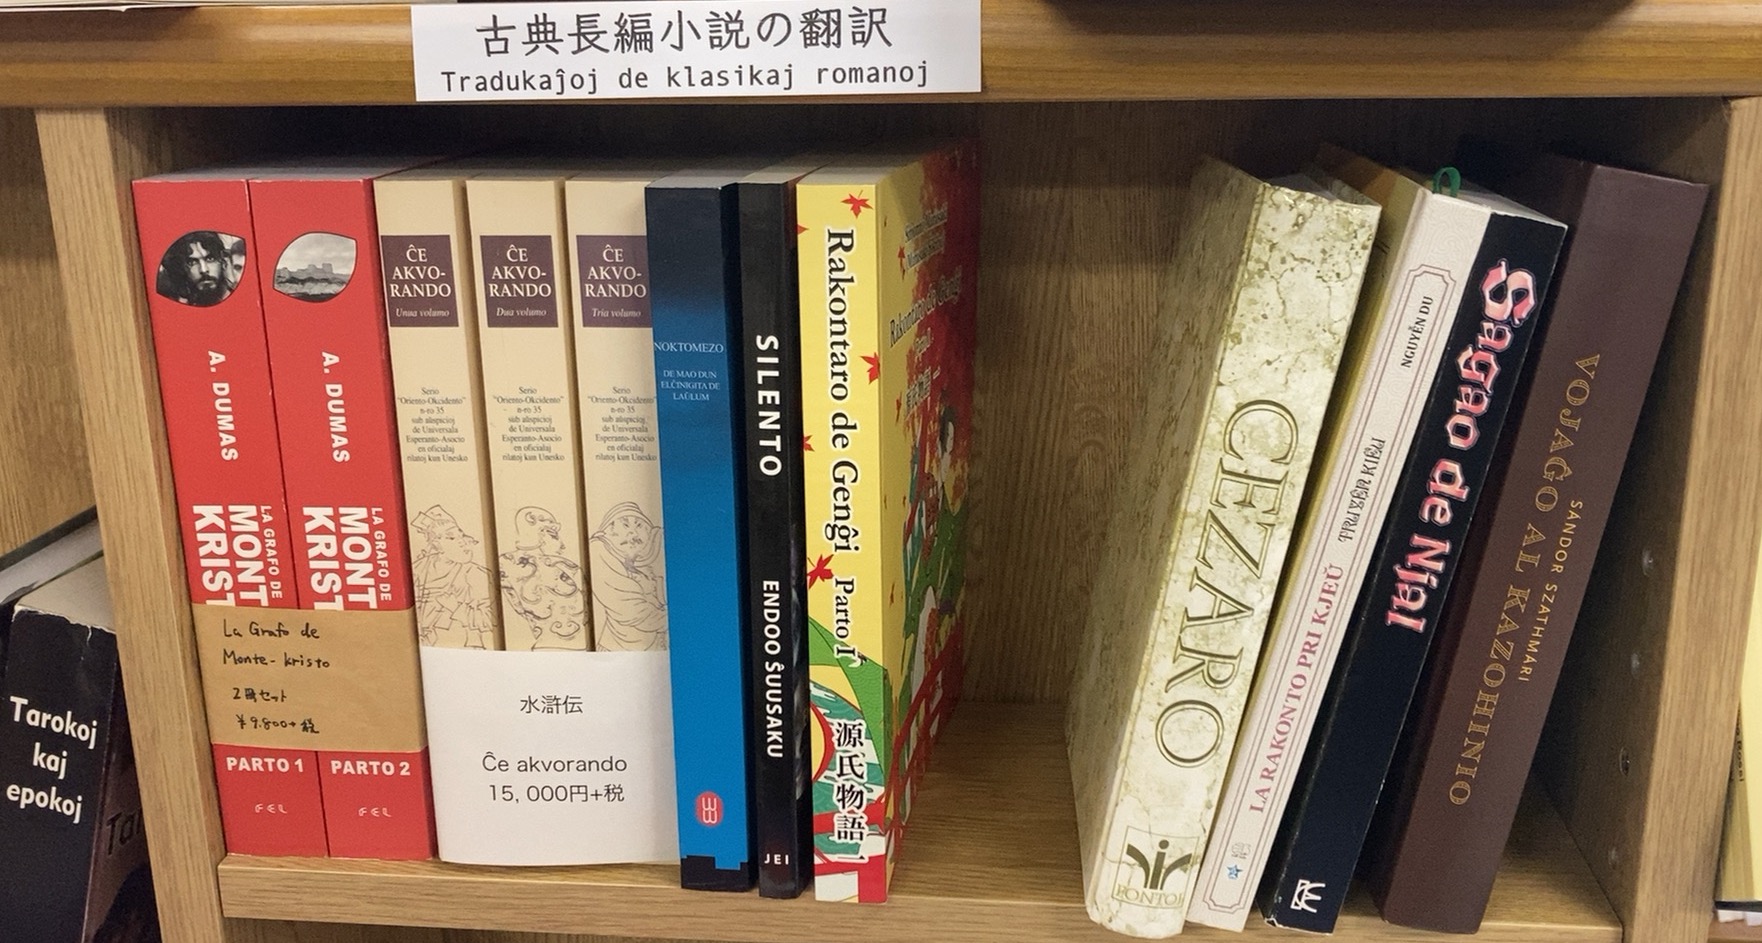 古典長編小説の翻訳
Tradukaĵoj de klasikaj romanoj
A. DUMAS
LA GRAFO DE
MONT
KRIST
A. DUMAS
LA GRAFO DE
MONT
KRIST
La Grafo de
Monte-kristo
2冊セット
¥9.800+税
PARTO 1
FEL
PARTO 2
FEL
ĈE
AKVO-
RANDO
Unua volumo
Serio
"Oriento-Okcidento"
n-ro 35
sub aŭspicioj
de Universala
Esperanto-Asocio
en oficialaj
rilatoj kun Unesko
ĈE
AKVO-
RANDO
Dua volumo
Serio
"Oriento-Okcidento"
n-ro 35
sub aŭspicioj
de Universala
Esperanto-Asocio
en oficialaj
rilatoj kun Unesko
ĈE
AKVO-
RANDO
Tria volumo
Serio
"Oriento-Okcidento"
n-ro 35
sub aŭspicioj
de Universala
Esperanto-Asocio
en oficialaj
rilatoj kun Unesko
水滸伝
Ĉe akvorando
15,000円+税
NOKTOMEZO
DE MAO DUN
ELĈINIGITA DE
LAŬLUM
SILENTO
ENDOO ŜUUSAKU
JEI
Rakontaro de Genĝi Parto I
源氏物語一
Rakontaro de Genĝi
CEZARO
FONTO
NGUYỄN DU
TRUYỆN KIỀU
LA RAKONTO PRI KJEŬ
Sagao de Njal
SANDOR SZATHMARI
VOJAĜO AL KAZOHINIO
Tarokoj
kaj
epokoj